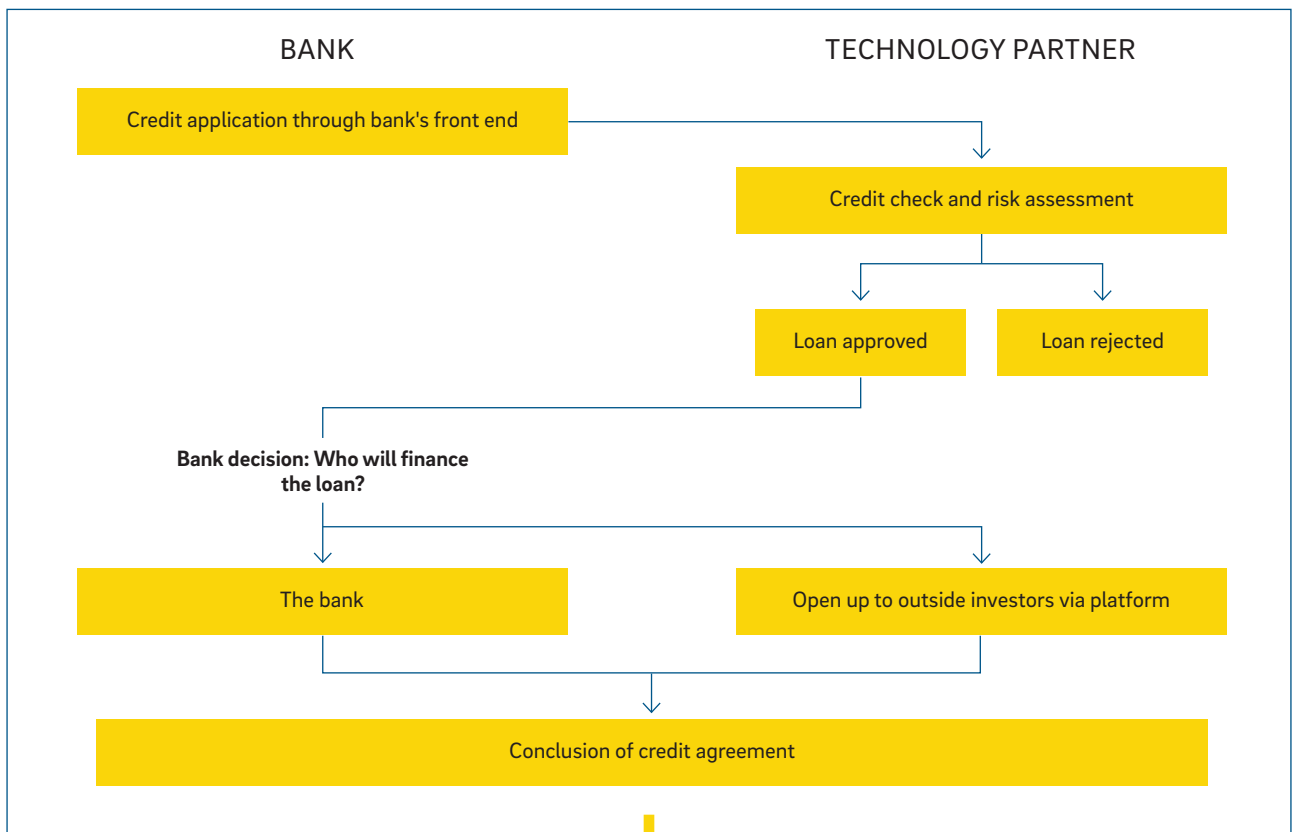 BANK
TECHNOLOGY PARTNER
Credit application through bank's front end
Credit check and risk assessment
Loan approved
Loan rejected
Bank decision: Who will finance
the loan?
The bank
Open up to outside investors via platform
Conclusion of credit agreement